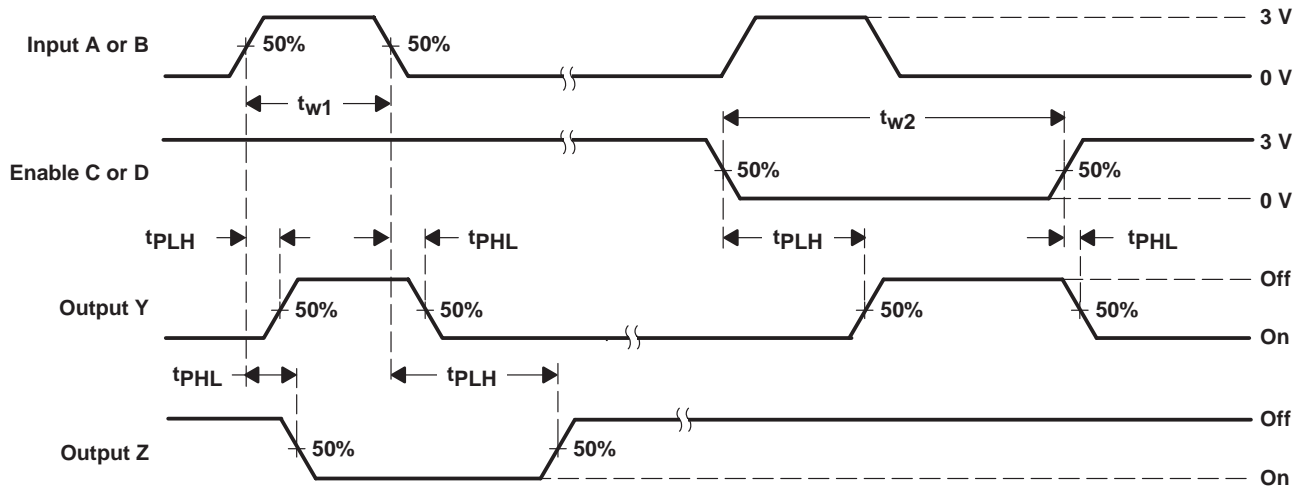 3 V
Input A or B
50%
50%
0 V
tw1
tw2
3 V
Enable C or D
50%
50%
0 V
tPLH
tPHL
tPLH
tPHL
Off
Output Y
50%
50%
50%
50%
On
tPHL
tPLH
Off
Output Z
50%
50%
On